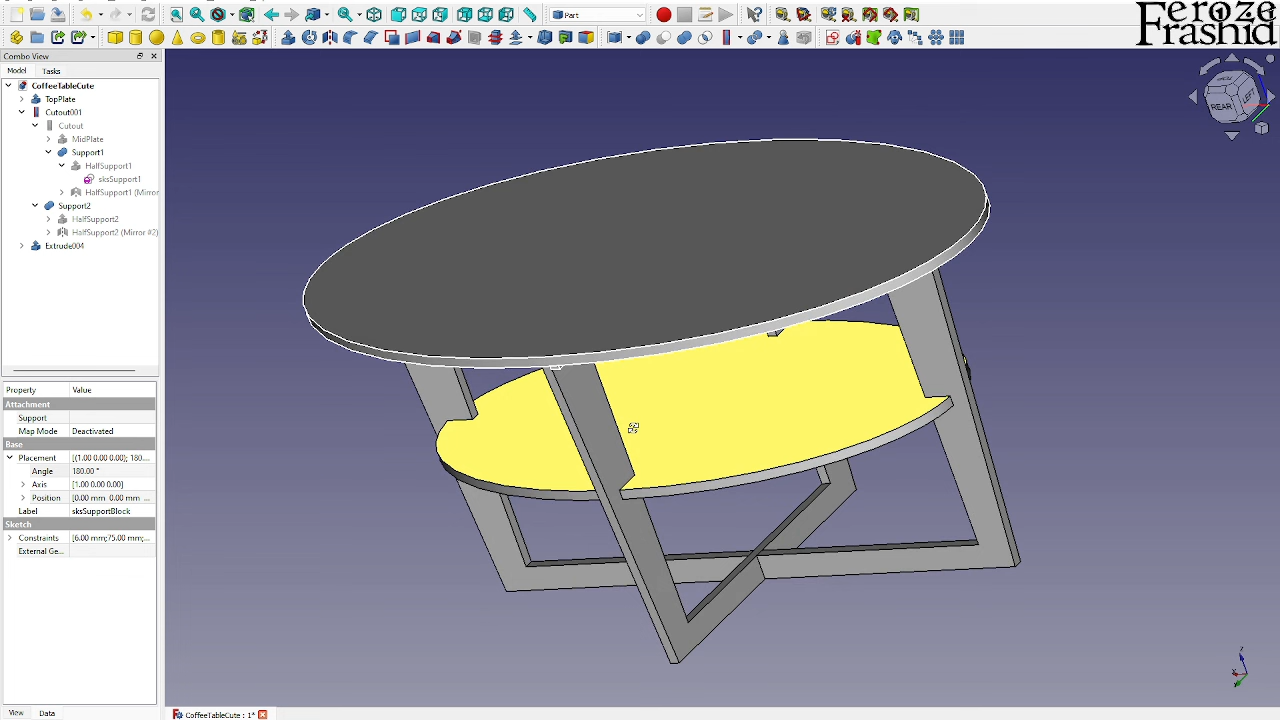 Feroze
Frashid
Part
Combo View
Model Tasks
CoffeeTableCute
TopPlate
Cutout001
Cutout
MidPlate
Support1
HalfSupport1
sksSupport1
HalfSupport1 (Mirror
Support2
HalfSupport2
HalfSupport2 (Mirror #2)
Extrude004
REAR
LEFT
Property Value
Attachment
Support
Map Mode Deactivated
Base
Placement [(1.00 0.00 0.00); 180....
Angle 180.00 °
Axis [1.00 0.00 0.00]
Position [0.00 mm 0.00 mm ...
Label sksSupportBlock
Sketch
Constraints [6.00 mm;75.00 mm;...
External Ge...
View Data
CoffeeTableCute : 1*